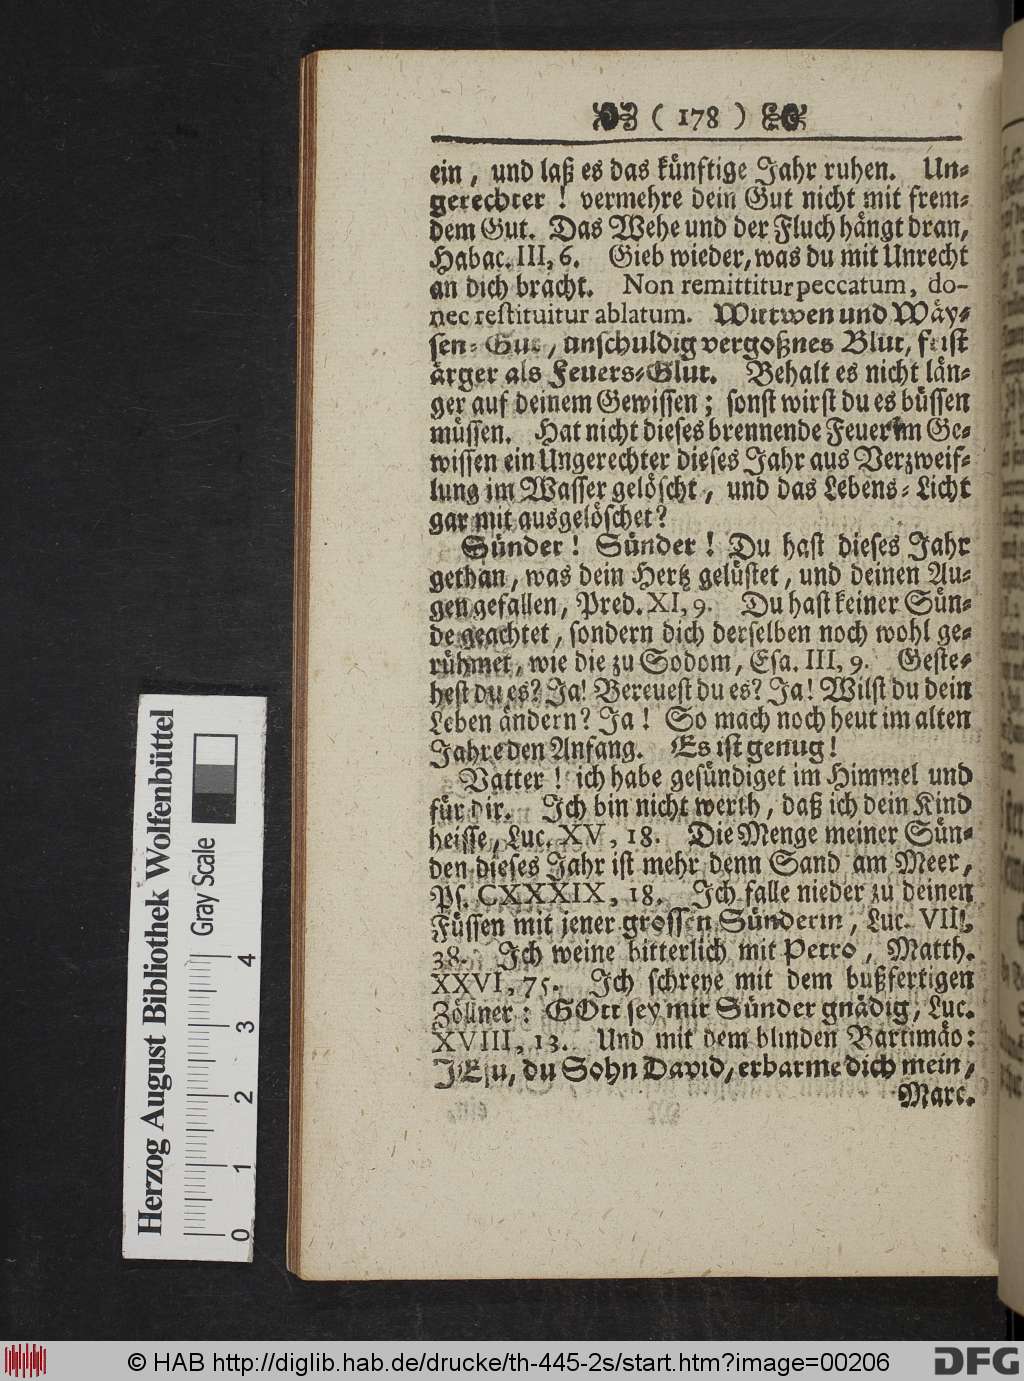 ( 178 )
ein, und laß es das künftige Jahr ruhen. Un-
gerechter! vermehre dein Gut nicht mit frem-
dem Gut. Das Wehe und der Fluch hängt dran,
Habac. III, 6. Gieb wieder, was du mit Unrecht
an dich bracht. Non remittitur peccatum, do-
nec restituitur ablatum. Witwen und Wäy-
sen-Gut, unschuldig vergoßnes Blut, frist
ärger als Feuers-Glut. Behalt es nicht län-
ger auf deinem Gewissen; sonst wirst du es büssen
müssen. Hat nicht dieses brennende Feuer im Ge-
wissen ein Ungerechter dieses Jahr aus Verzweif-
lung im Wasser gelöscht, und das Lebens-Licht
gar mit ausgelöschet?
Sünder! Sünder! Du hast dieses Jahr
gethan, was dein Hertz gelüstet, und deinen Au-
gen gefallen, Pred. XI, 9. Du hast keiner Sün-
de geachtet, sondern dich derselben noch wohl ge-
rühmet, wie die zu Sodom, Esa. III, 9. Geste-
hest du es? Ja! Bereuest du es? Ja! Wilst du dein
Leben ändern? Ja! So mach noch heut im alten
Jahre den Anfang. Es ist genug!
Vatter! ich habe gesündiget im Himmel und
für dir. Ich bin nicht werth, daß ich dein Kind
heisse, Luc. XV, 18. Die Menge meiner Sün-
den dieses Jahr ist mehr denn Sand am Meer,
Ps. CXXXIX, 18. Ich falle nieder zu deinen
Füssen mit jener grossen Sünderin, Luc. VII,
38. Ich weine bitterlich mit Petro, Matth.
XXVI, 75. Ich schreye mit dem bußfertigen
Zöllner: GOtt sey mir Sünder gnädig, Luc.
XVIII, 13. Und mit dem blinden Bartimäo:
JEsu, du Sohn David, erbarme dich mein,
Marc.
Herzog August Bibliothek Wolfenbüttel
Gray Scale
0 1 2 3 4
© HAB http://diglib.hab.de/drucke/th-445-2s/start.htm?image=00206
DFG